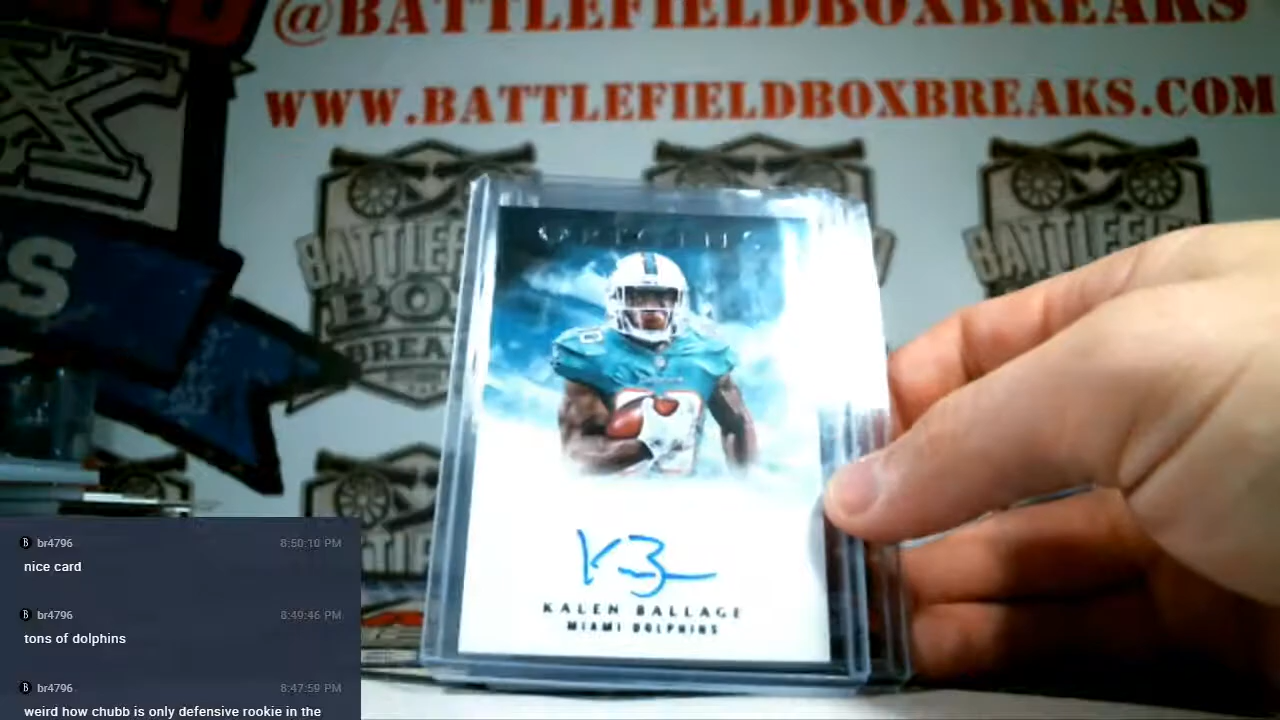 @BATTLEFIELDBOXBREAKS
WWW.BATTLEFIELDBOXBREAKS.COM
BATTLEFIELD
BOX
BREAKS
KB
KALEN BALLAGE
MIAMI DOLPHINS
br4796 8:50:10 PM
nice card
br4796 8:49:46 PM
tons of dolphins
br4796 8:47:59 PM
weird how chubb is only defensive rookie in the